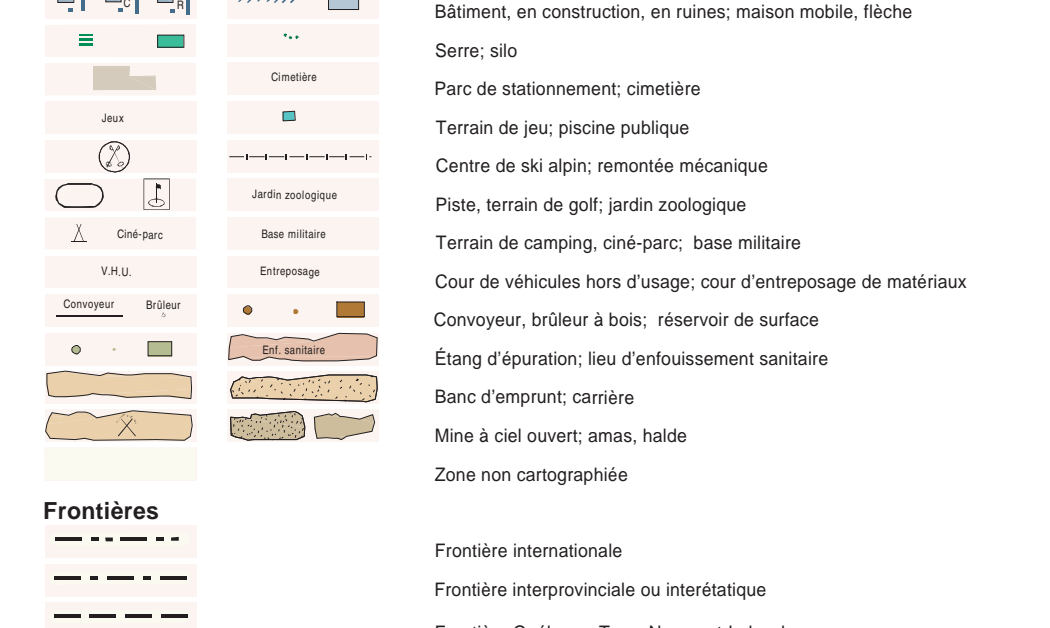 C R Bâtiment, en construction, en ruines; maison mobile, flèche
Serre; silo
Cimetière Parc de stationnement; cimetière
Jeux Terrain de jeu; piscine publique
Centre de ski alpin; remontée mécanique
Jardin zoologique Piste, terrain de golf; jardin zoologique
Ciné-parc Base militaire Terrain de camping, ciné-parc; base militaire
V.H.U. Entreposage Cour de véhicules hors d'usage; cour d'entreposage de matériaux
Convoyeur Brûleur Convoyeur, brûleur à bois; réservoir de surface
Enf. sanitaire Étang d'épuration; lieu d'enfouissement sanitaire
Banc d'emprunt; carrière
Mine à ciel ouvert; amas, halde
Zone non cartographiée
Frontières
Frontière internationale
Frontière interprovinciale ou interétatique